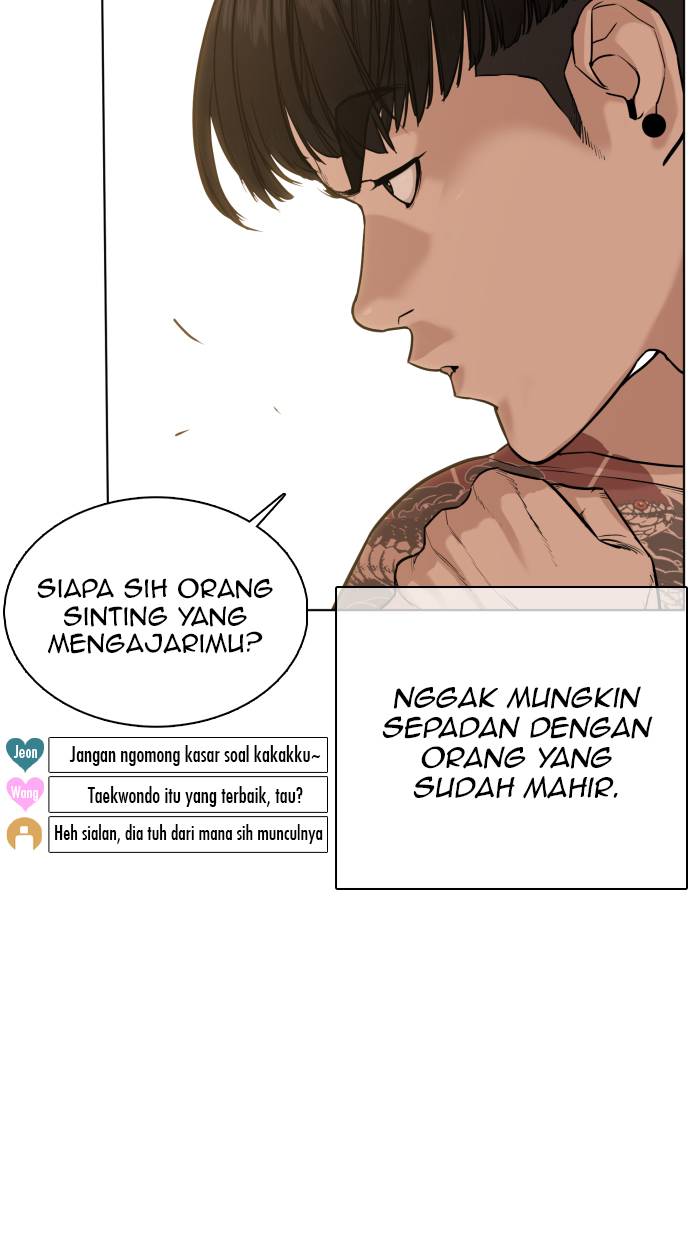 SIAPA SIH ORANG
SINTING YANG
MENGAJARIMU?
NGGAK MUNGKIN
SEPADAN DENGAN
ORANG YANG
SUDAH MAHIR.
Jeon
Jangan ngomong kasar soal kakakku~
Wang
Taekwondo itu yang terbaik, tau?
Heh sialan, dia tuh dari mana sih munculnya